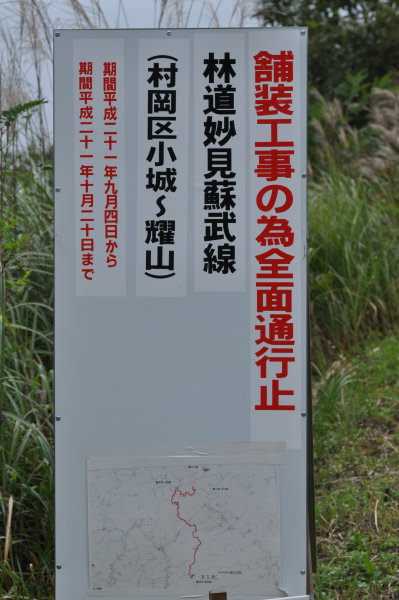 舗装工事の為全面通行止
林道妙見蘇武線
(村岡区小城～耀山)
期間平成二十一年九月四日から
期間平成二十一年十月二十日まで